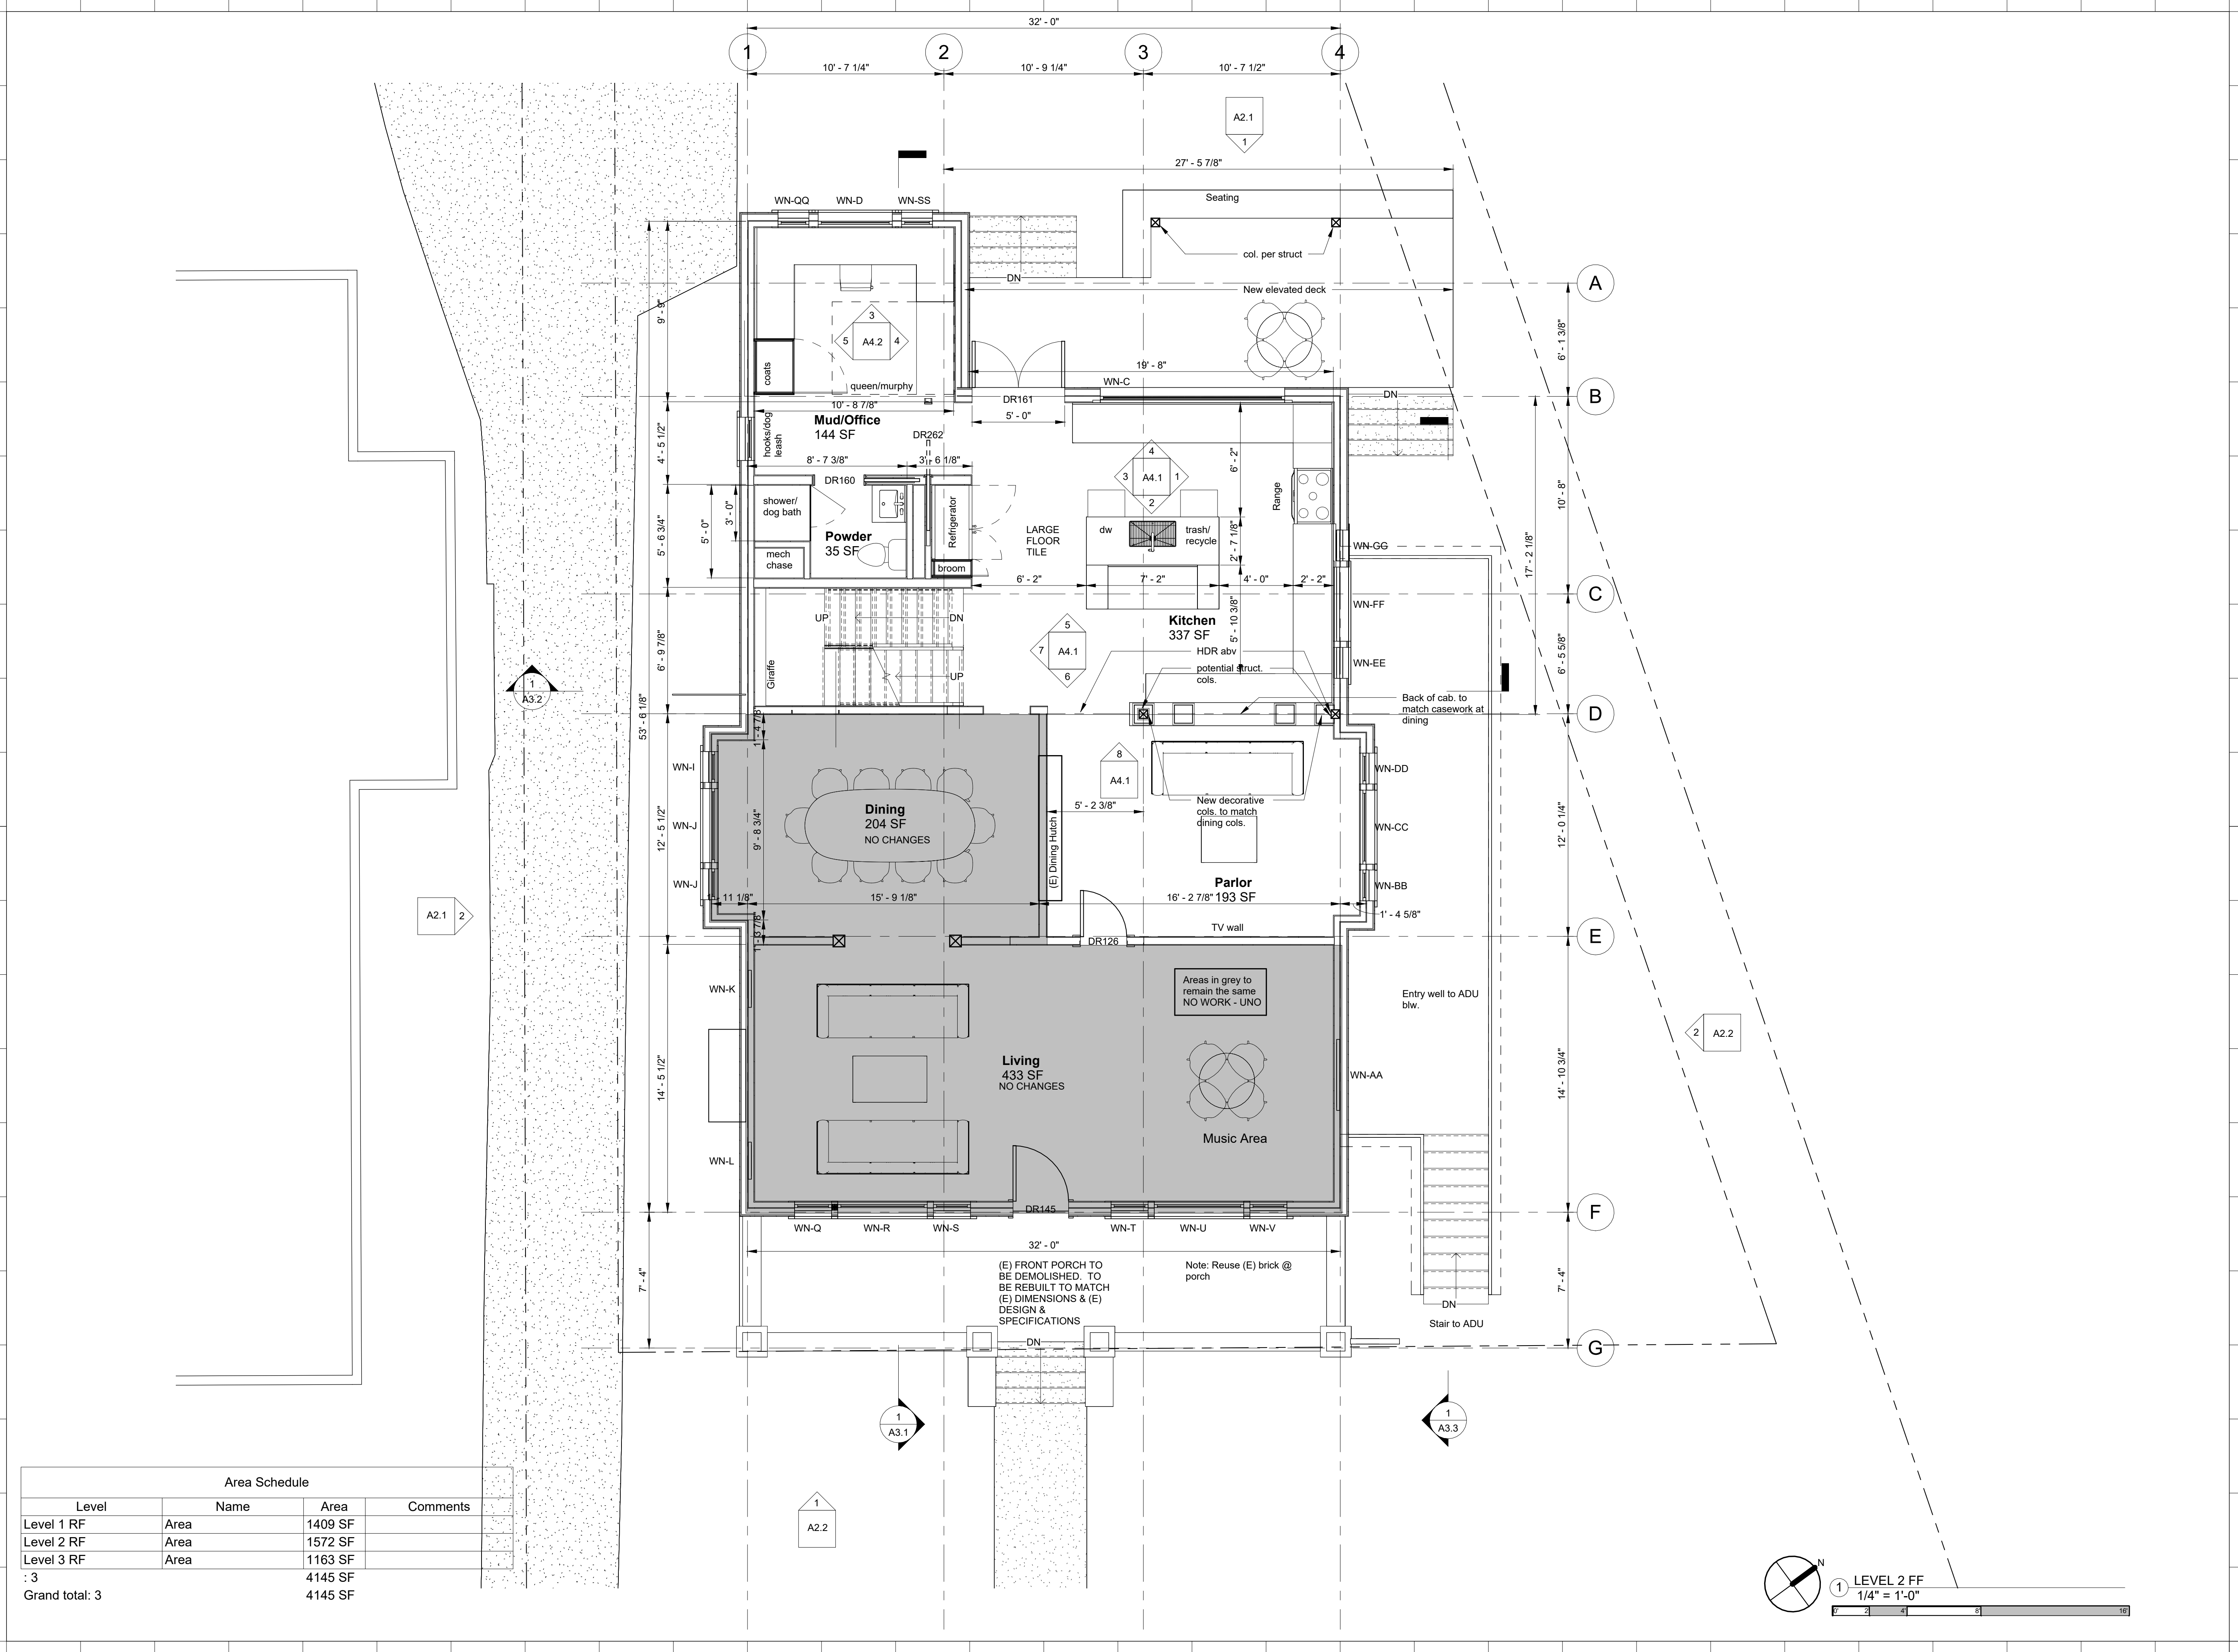 32' - 0"
1
2
3
4
10' - 7 1/4"
10' - 9 1/4"
10' - 7 1/2"
A2.1
1
27' - 5 7/8"
WN-QQ
WN-D
WN-SS
Seating
col. per struct
DN
New elevated deck
A
9' - 9"
6' - 1 3/8"
3
5
A4.2
4
coats
queen/murphy
19' - 8"
WN-C
DN
B
DR161
10' - 8 7/8"
5' - 0"
Mud/Office
144 SF
hooks/dog
leash
DR262
4' - 5 1/2"
8' - 7 3/8"
3' - 6 1/8"
6' - 2"
4
3
A4.1
1
2
DR160
10' - 8"
shower/
dog bath
3' - 0"
5' - 0"
5' - 6 3/4"
Refrigerator
Range
LARGE
FLOOR
TILE
dw
trash/
recycle
2' - 7 1/8"
17' - 2 1/8"
Powder
35 SF
mech
chase
broom
WN-GG
6' - 2"
7' - 2"
4' - 0"
2' - 2"
C
WN-FF
UP
DN
5
7
A4.1
6
Kitchen
337 SF
5' - 10 3/8"
6' - 9 7/8"
6' - 5 5/8"
HDR abv
WN-EE
Giraffe
UP
potential struct.
cols.
1
A3.2
53' - 6 1/8"
Back of cab. to
match casework at
dining
D
1' - 4 7/8"
8
A4.1
WN-I
WN-DD
New decorative
cols. to match
dining cols.
5' - 2 3/8"
Dining
204 SF
NO CHANGES
WN-J
12' - 5 1/2"
9' - 8 3/4"
(E) Dining Hutch
WN-CC
12' - 0 1/4"
WN-J
Parlor
193 SF
WN-BB
11 1/8"
15' - 9 1/8"
16' - 2 7/8"
1' - 4 5/8"
A2.1
2
1' - 3 7/8"
TV wall
DR126
E
WN-K
Areas in grey to
remain the same
NO WORK - UNO
Entry well to ADU
blw.
2
A2.2
Living
433 SF
NO CHANGES
WN-AA
14' - 5 1/2"
14' - 10 3/4"
Music Area
WN-L
DR145
F
WN-Q
WN-R
WN-S
WN-T
WN-U
WN-V
32' - 0"
7' - 4"
(E) FRONT PORCH TO
BE DEMOLISHED. TO
BE REBUILT TO MATCH
(E) DIMENSIONS & (E)
DESIGN &
SPECIFICATIONS
Note: Reuse (E) brick @
porch
7' - 4"
DN
Stair to ADU
DN
G
1
A3.1
1
A3.3
1
A2.2
Area Schedule
Level Name Area Comments
Level 1 RF Area 1409 SF
Level 2 RF Area 1572 SF
Level 3 RF Area 1163 SF
: 3 4145 SF
Grand total: 3 4145 SF
N
1
LEVEL 2 FF
1/4" = 1'-0"
0' 2' 4' 8' 16'